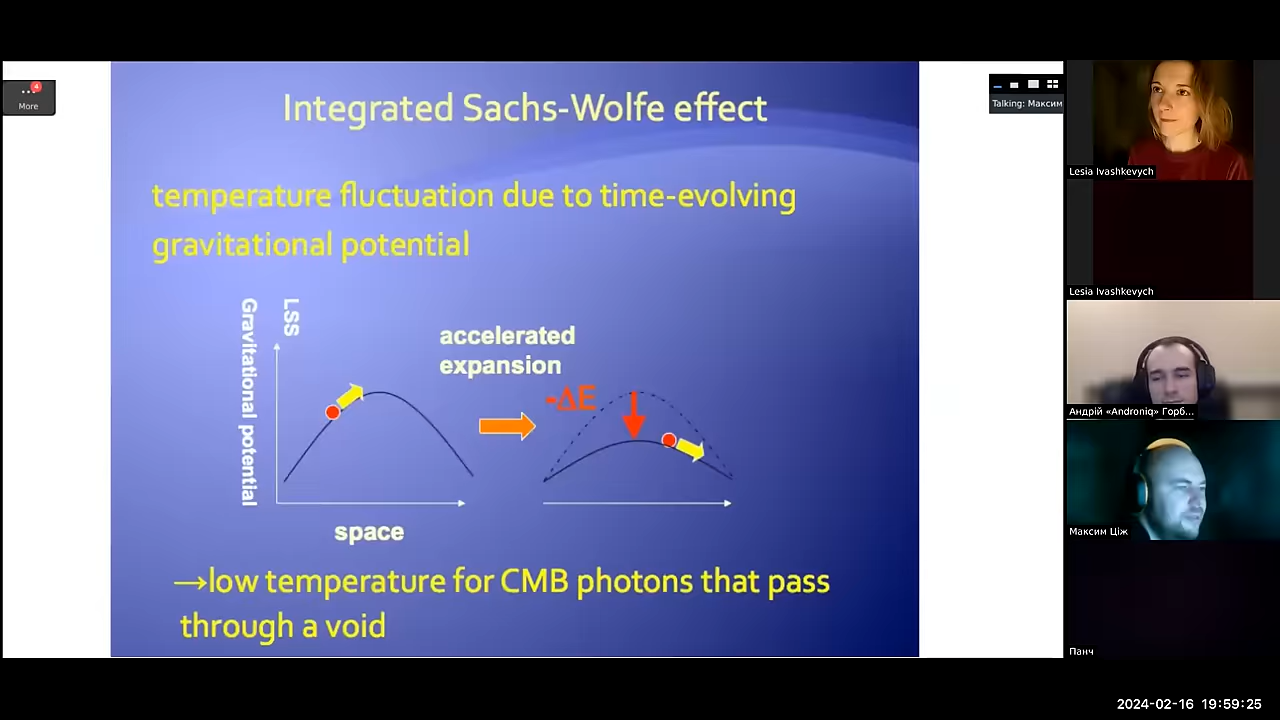 Integrated Sachs-Wolfe effect
temperature fluctuation due to time-evolving
gravitational potential
Gravitational potential
LSS
accelerated
expansion
-ΔE
space
→low temperature for CMB photons that pass
through a void
4
More
Talking: Максим
Lesia Ivashkevych
Lesia Ivashkevych
Андрій «Androniq» Горб...
Максим Ціж
Панч
2024-02-16 19:59:25